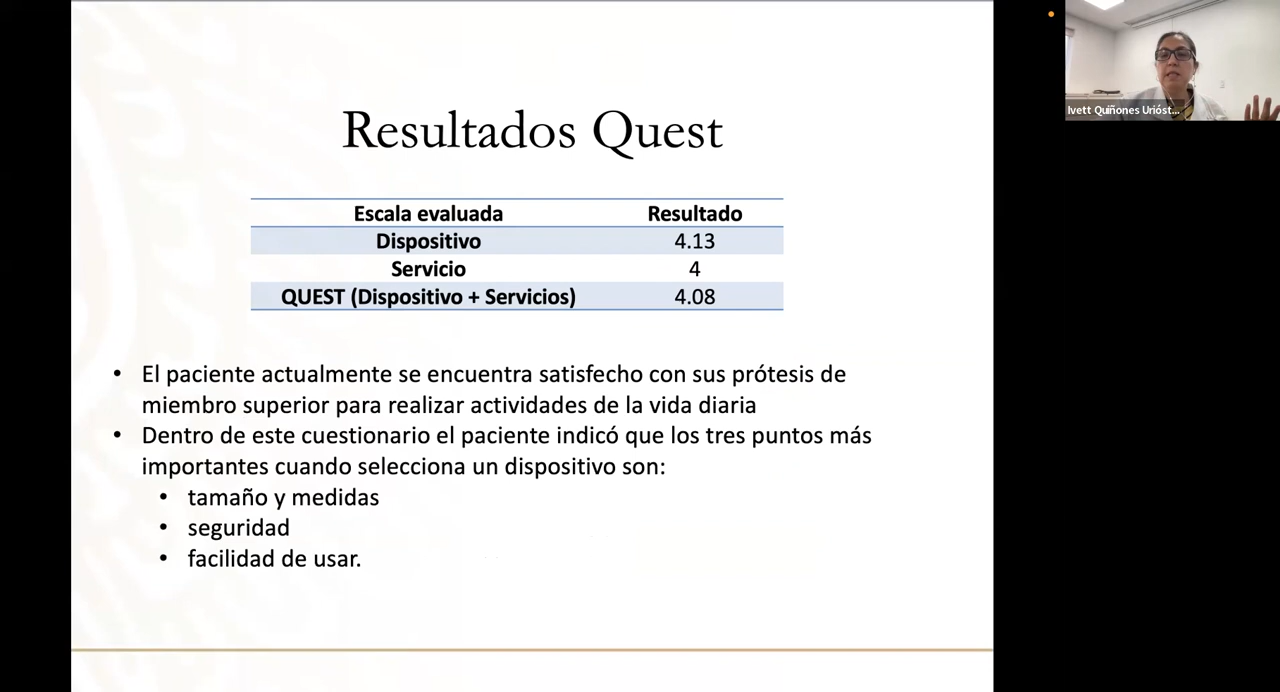 Resultados Quest
Escala evaluada Resultado
Dispositivo 4.13
Servicio 4
QUEST (Dispositivo + Servicios) 4.08
• El paciente actualmente se encuentra satisfecho con sus prótesis de
miembro superior para realizar actividades de la vida diaria
• Dentro de este cuestionario el paciente indicó que los tres puntos más
importantes cuando selecciona un dispositivo son:
• tamaño y medidas
• seguridad
• facilidad de usar.
Ivett Quiñones Urióst...